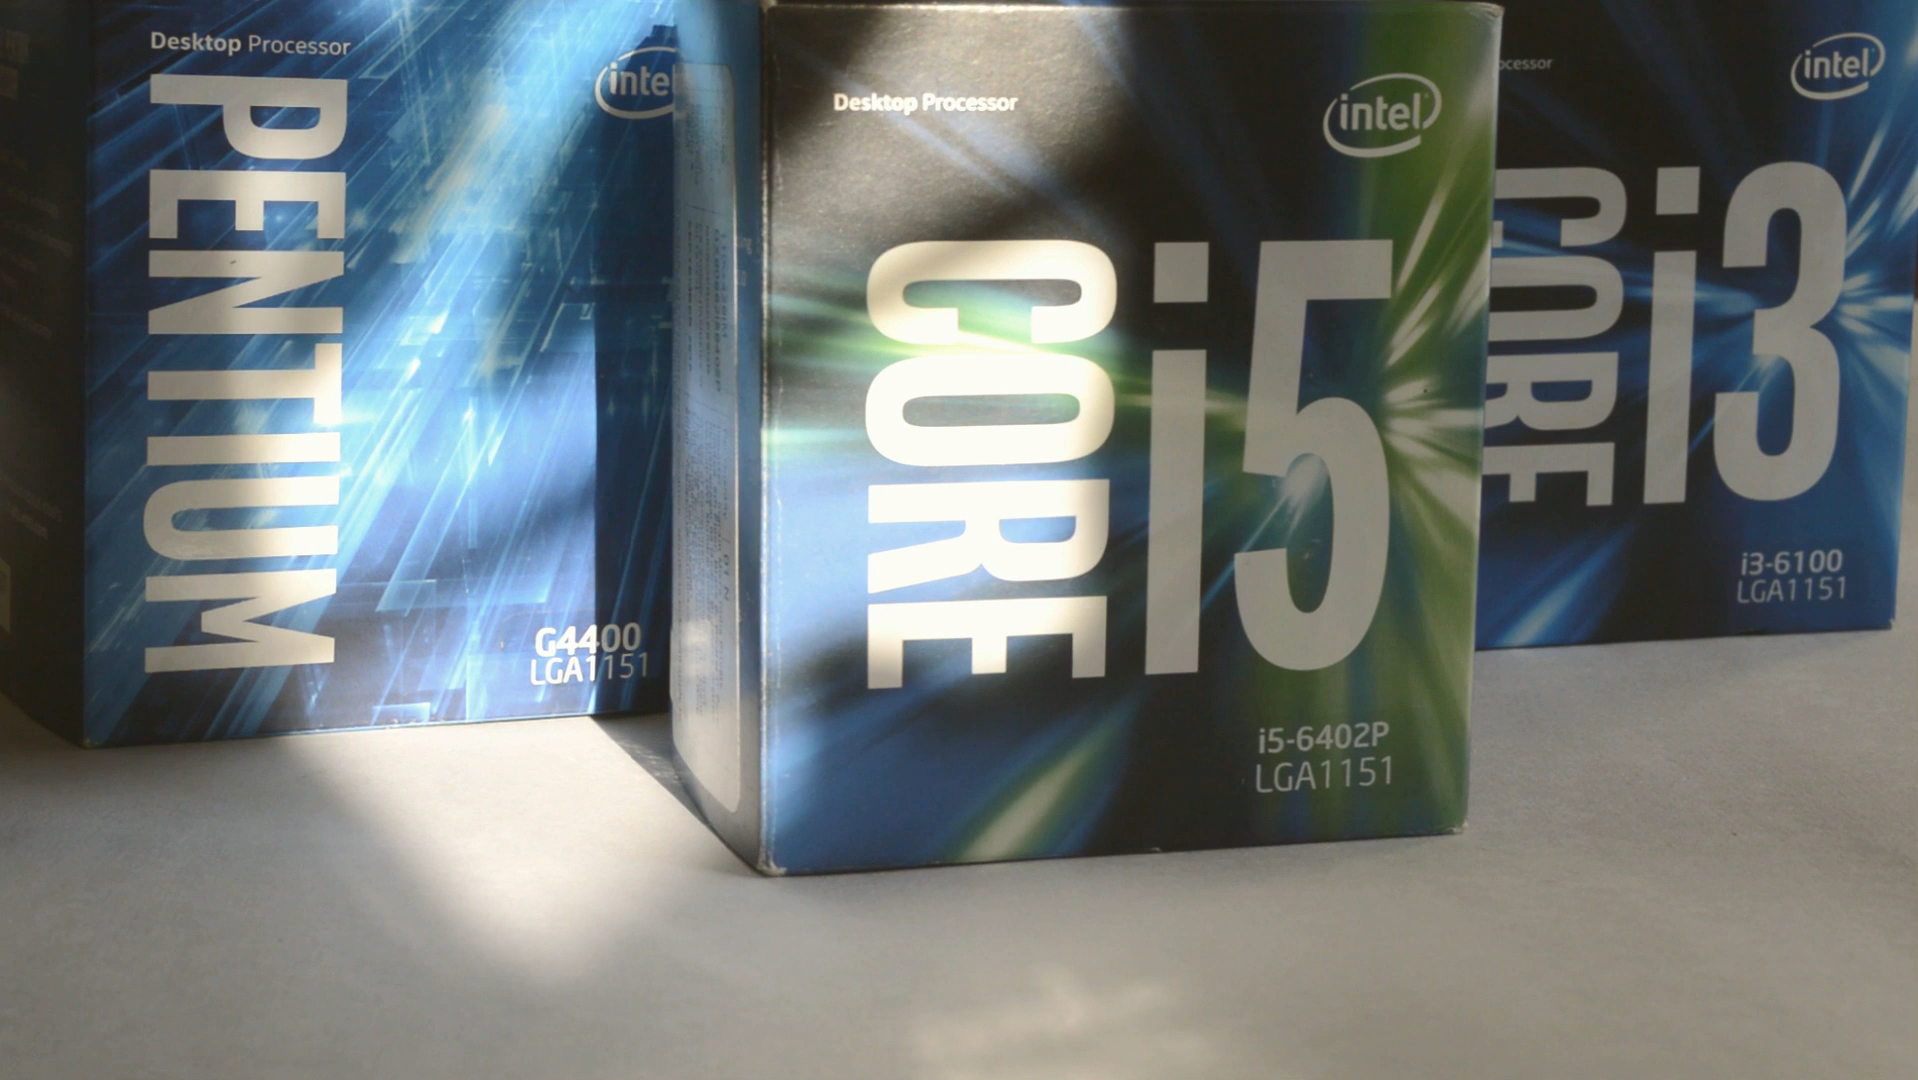 Desktop Processor
intel
PENTIUM
G4400
LGA1151
Desktop Processor
intel
CORE i5
i5-6402P
LGA1151
intel
CORE i3
i3-6100
LGA1151